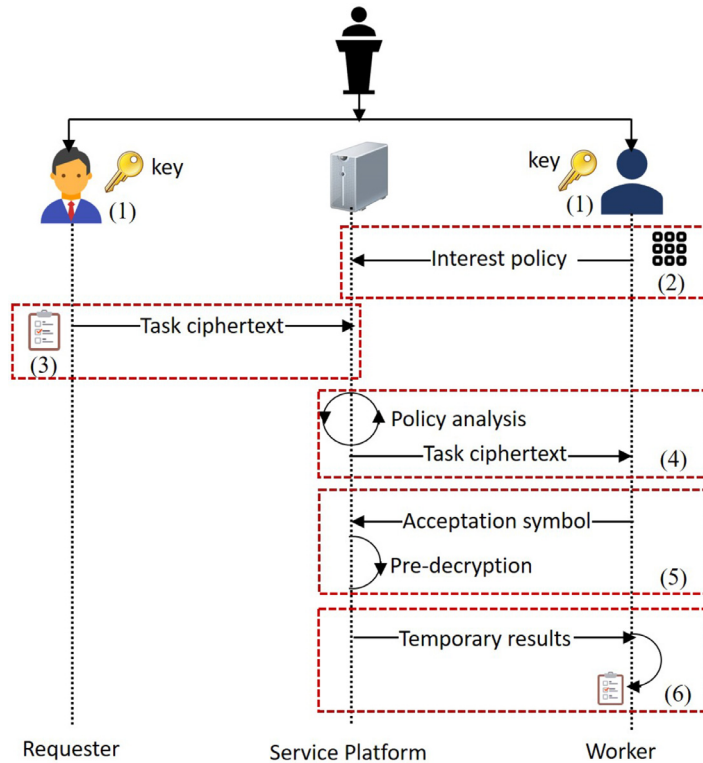 key
(1)
key
(1)
Interest policy
(2)
Task ciphertext
(3)
Policy analysis
Task ciphertext
(4)
Acceptation symbol
Pre-decryption
(5)
Temporary results
(6)
Requester
Service Platform
Worker